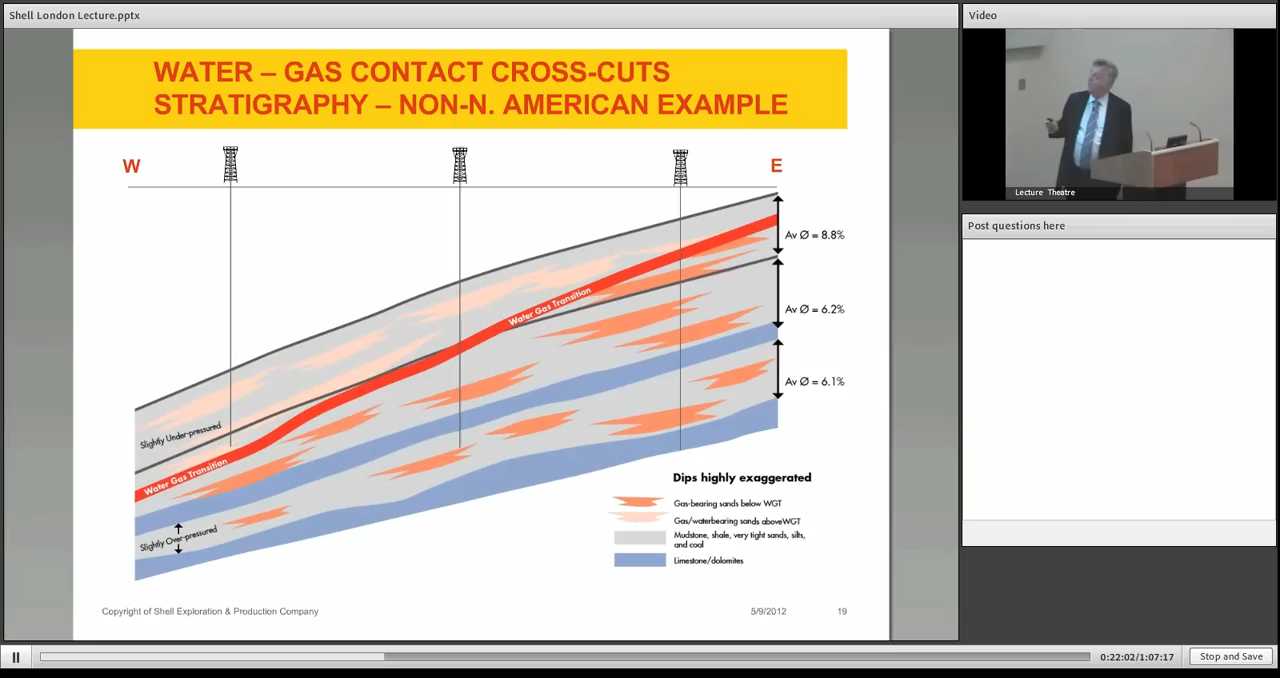 Shell London Lecture.pptx
WATER – GAS CONTACT CROSS-CUTS
STRATIGRAPHY – NON-N. AMERICAN EXAMPLE
W
E
Av Ø = 8.8%
Water Gas Transition
Av Ø = 6.2%
Av Ø = 6.1%
Slightly Under-pressured
Water Gas Transition
Slightly Over-pressured
Dips highly exaggerated
Gas-bearing sands below WGT
Gas/waterbearing sands aboveWGT
Mudstone, shale, very tight sands, silts,
and coal
Limestone/dolomites
Copyright of Shell Exploration & Production Company
5/9/2012
19
Video
Lecture Theatre
Post questions here
0:22:02/1:07:17
Stop and Save